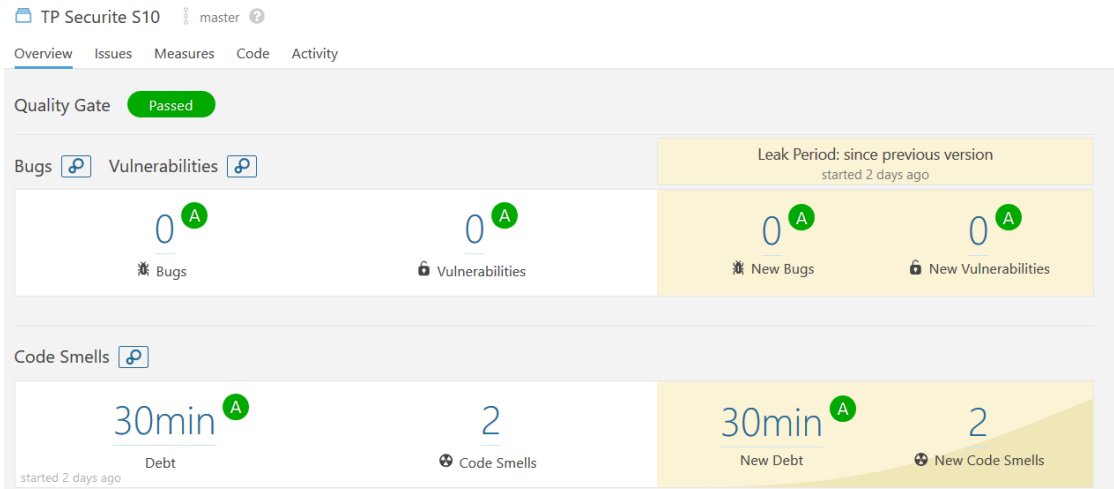 TP Securite S10 master ?
Overview Issues Measures Code Activity
Quality Gate Passed
Bugs Vulnerabilities
Leak Period: since previous version
started 2 days ago
0 A
Bugs
0 A
Vulnerabilities
0 A
New Bugs
0 A
New Vulnerabilities
Code Smells
30min A
Debt
started 2 days ago
2
Code Smells
30min A
New Debt
2
New Code Smells